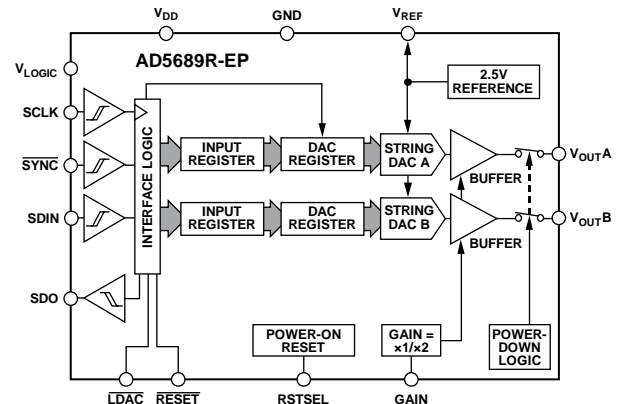 VDD
GND
VREF
VLOGIC
AD5689R-EP
2.5V
REFERENCE
SCLK
SYNC
SDIN
SDO
INTERFACE LOGIC
INPUT
REGISTER
DAC
REGISTER
STRING
DAC A
BUFFER
VOUTA
INPUT
REGISTER
DAC
REGISTER
STRING
DAC B
BUFFER
VOUTB
POWER-ON
RESET
GAIN =
×1/×2
POWER-
DOWN
LOGIC
LDAC
RESET
RSTSEL
GAIN